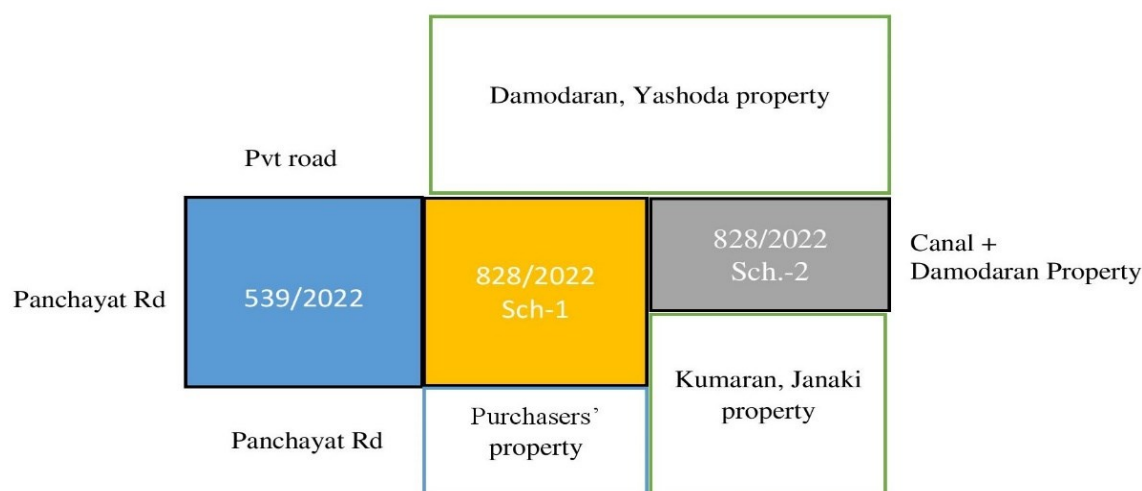 Damodaran, Yashoda property
Pvt road
828/2022
Sch.-2
Canal +
Damodaran Property
Panchayat Rd
539/2022
828/2022
Sch-1
Kumaran, Janaki
property
Panchayat Rd
Purchasers’
property